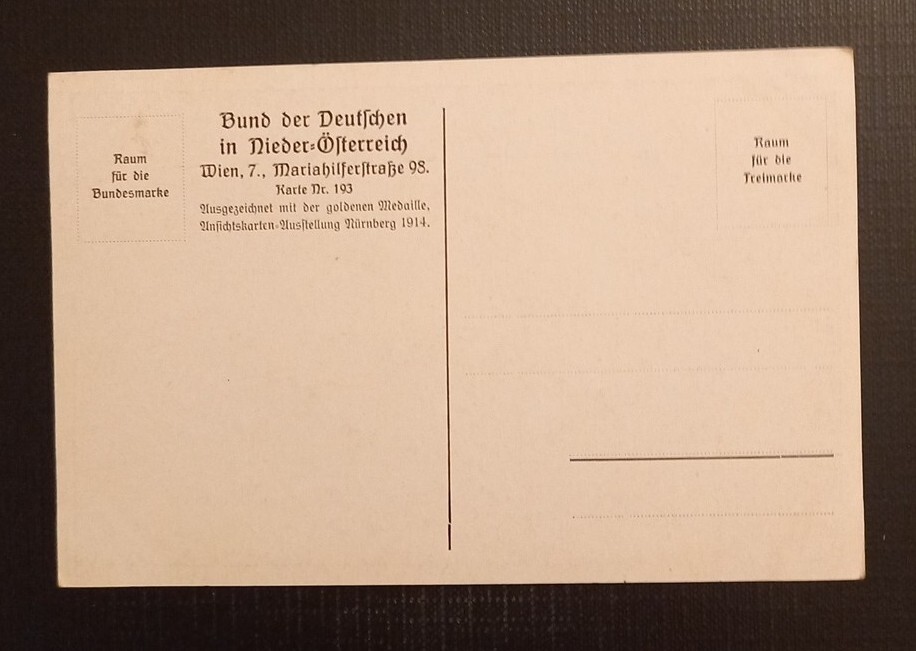 Raum
für die
Bundesmarke
Bund der Deutschen
in Nieder-Österreich
Wien, 7., Mariahilferstraße 98.
Karte Nr. 193
Ausgezeichnet mit der goldenen Medaille,
Ansichtskarten-Ausstellung Nürnberg 1914.
Raum
für die
Freimarke